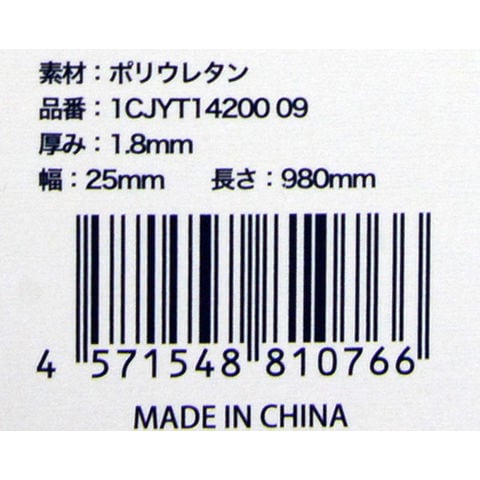 素材：ポリウレタン
品番：1CJYT14200 09
厚み：1.8mm
幅：25mm　　長さ：980mm
4 571548 810766
MADE IN CHINA